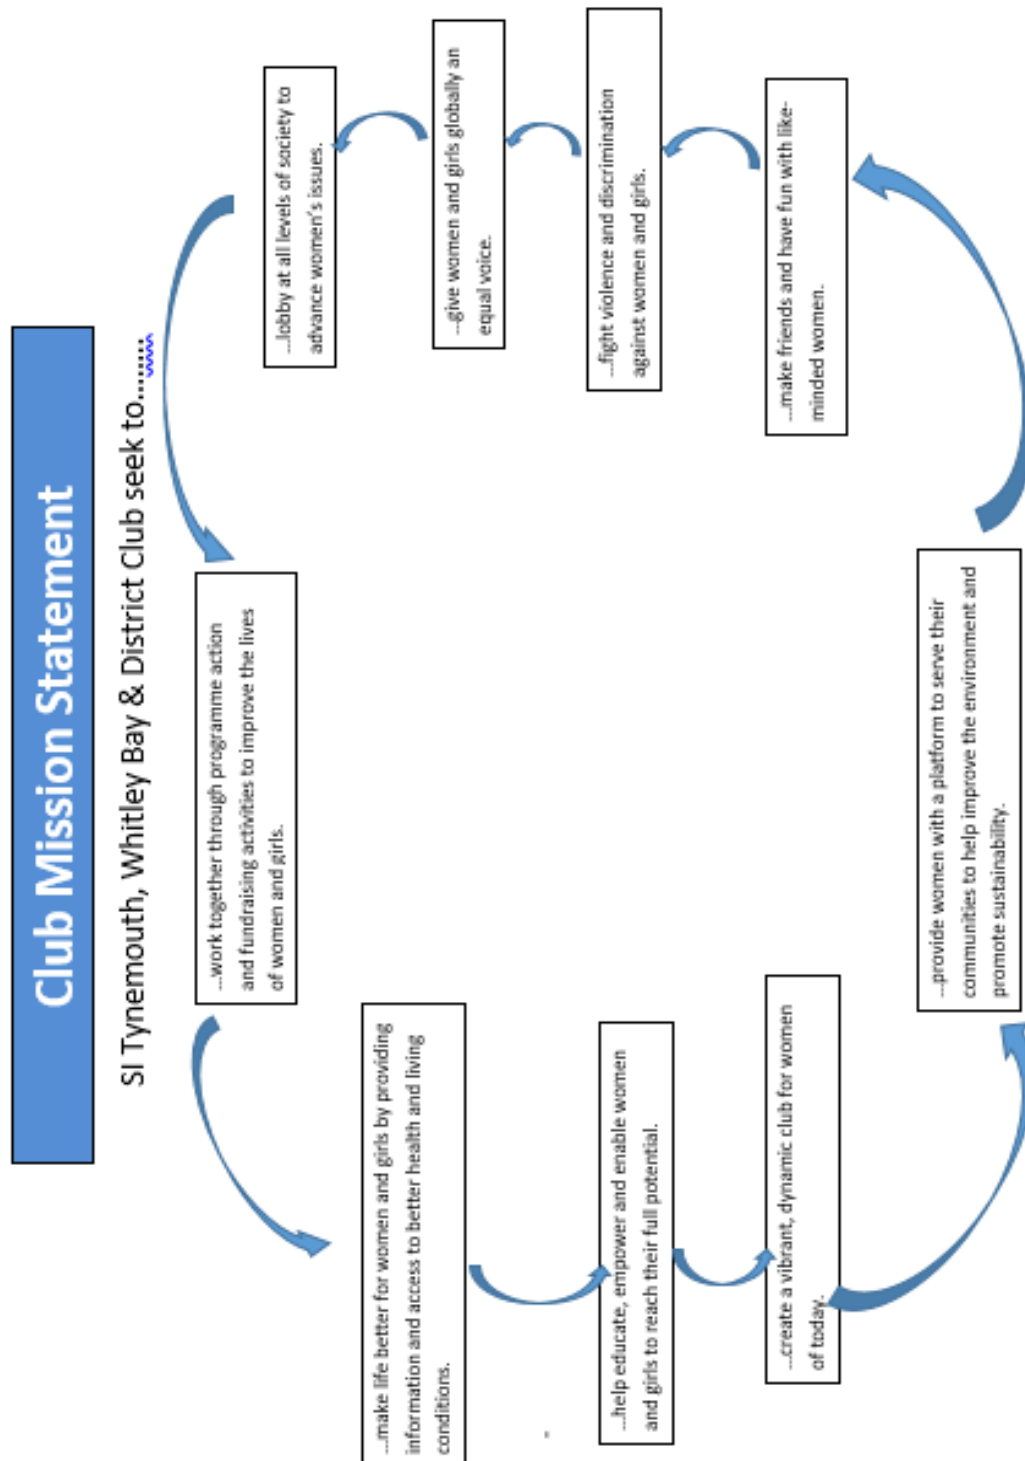 Club Mission Statement
SI Tynemouth, Whitley Bay & District Club seek to.......
...work together through programme action
and fundraising activities to improve the lives
of women and girls.
...make life better for women and girls by providing
information and access to better health and living
conditions.
...help educate, empower and enable women
and girls to reach their full potential.
...create a vibrant, dynamic club for women
of today.
...provide women with a platform to serve their
communities to help improve the environment and
promote sustainability.
...make friends and have fun with like-
minded women.
...fight violence and discrimination
against women and girls.
...give women and girls globally an
equal voice.
...lobby at all levels of society to
advance women's issues.